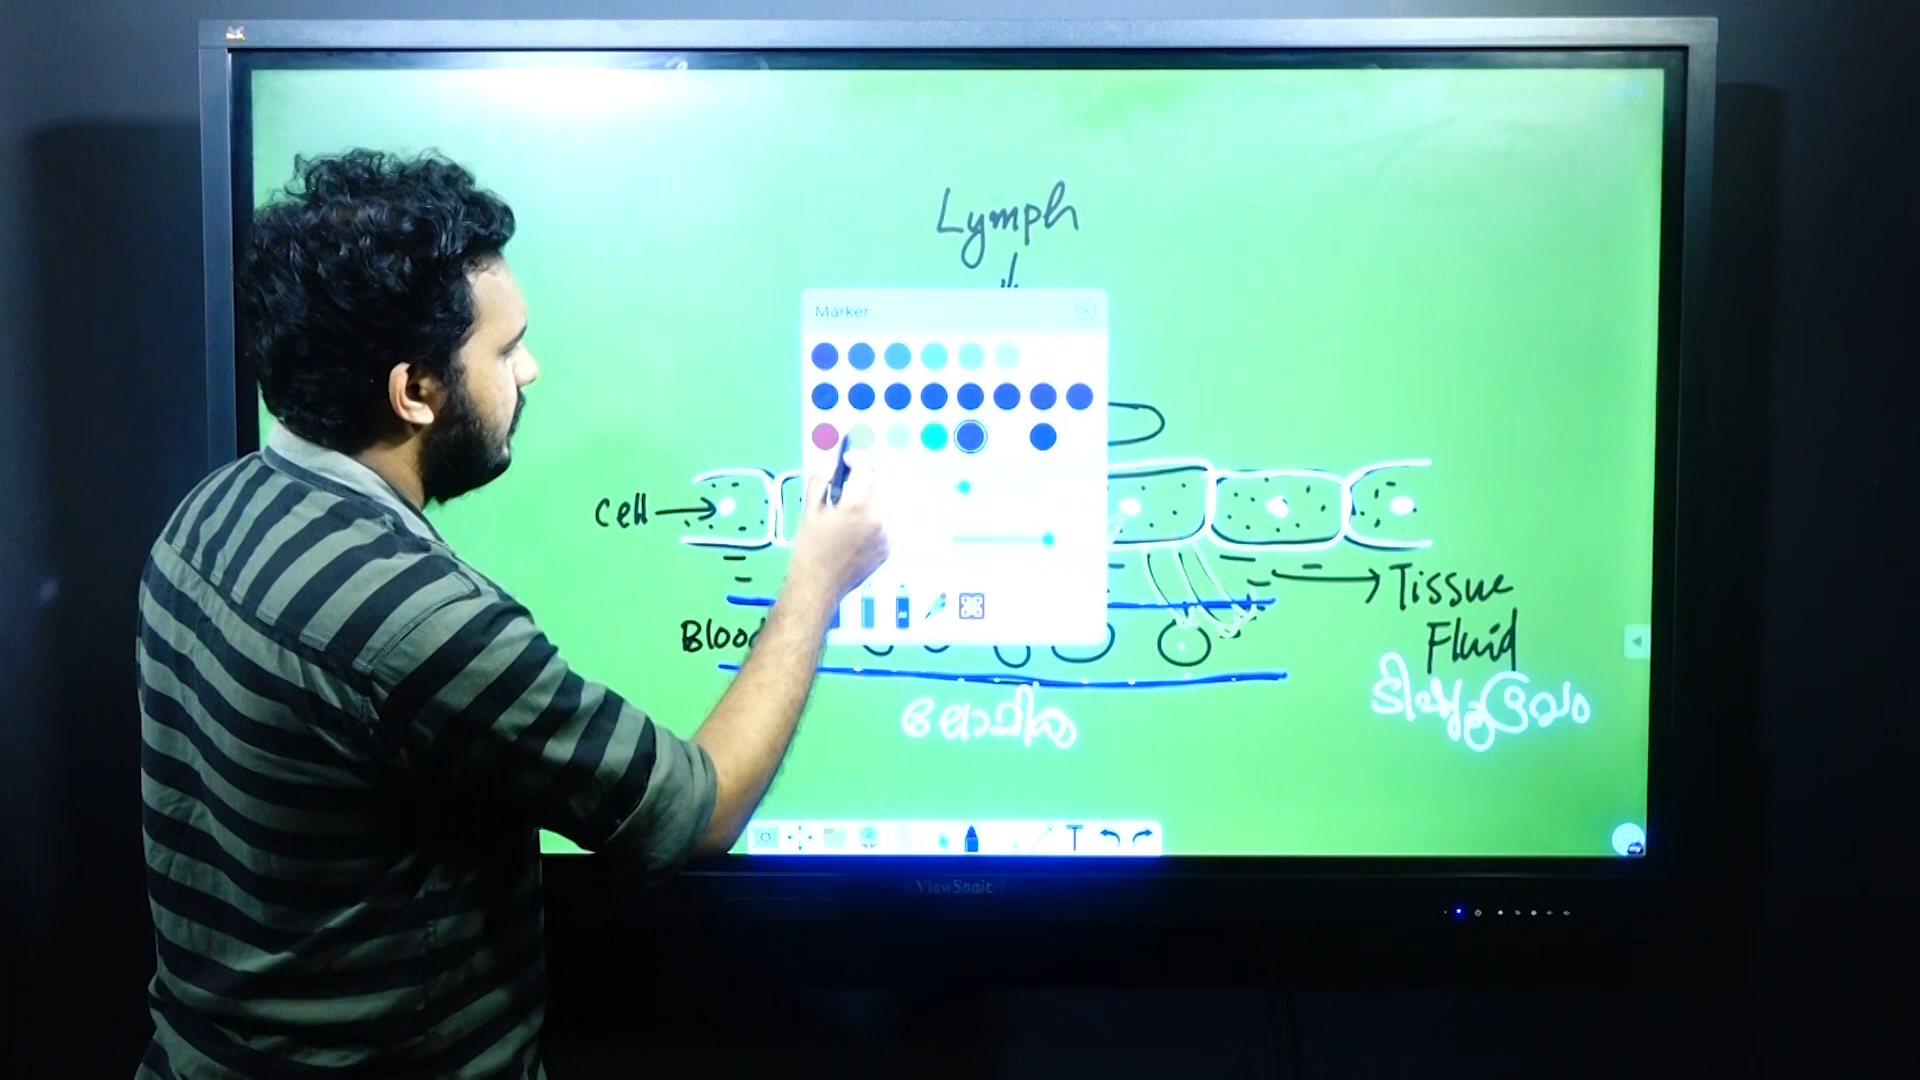 Lymph
Marker
Cell
Tissue
Fluid
Blood
ലോമിക
ടിഷ്യുദ്രവം
ViewSonic